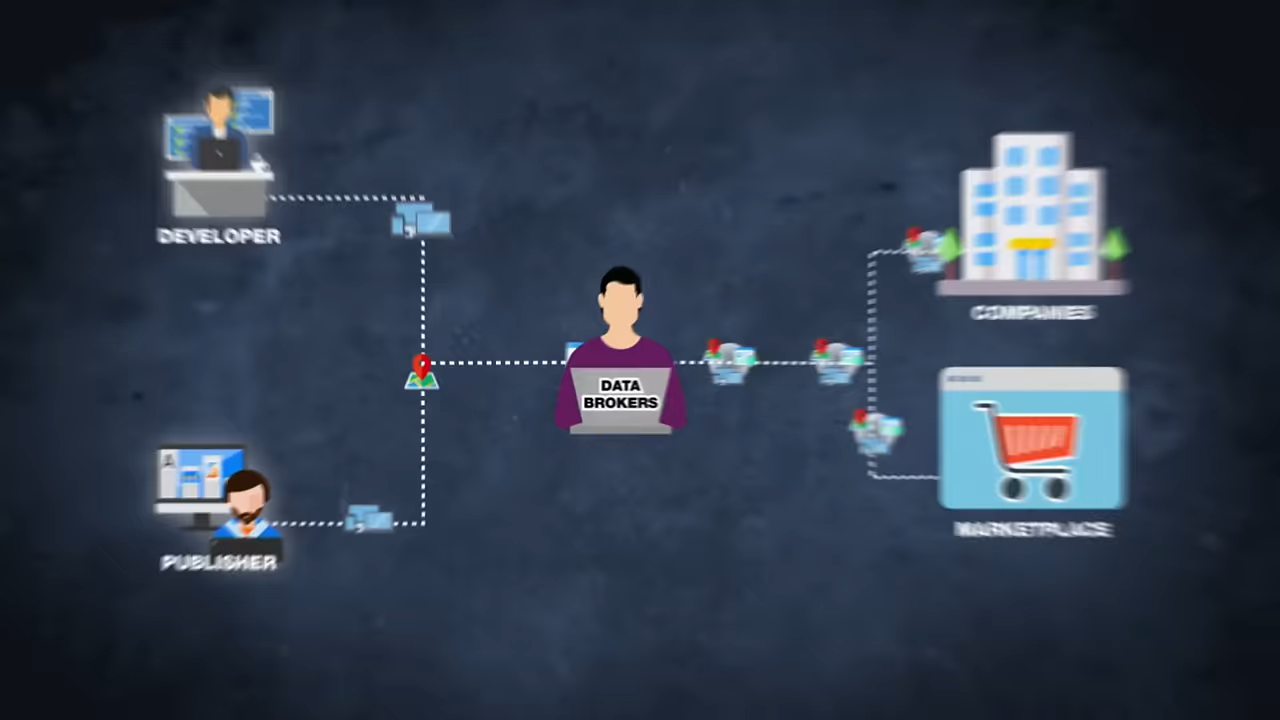 DEVELOPER
DATA
BROKERS
COMPANIES
MARKETPLACE
PUBLISHER